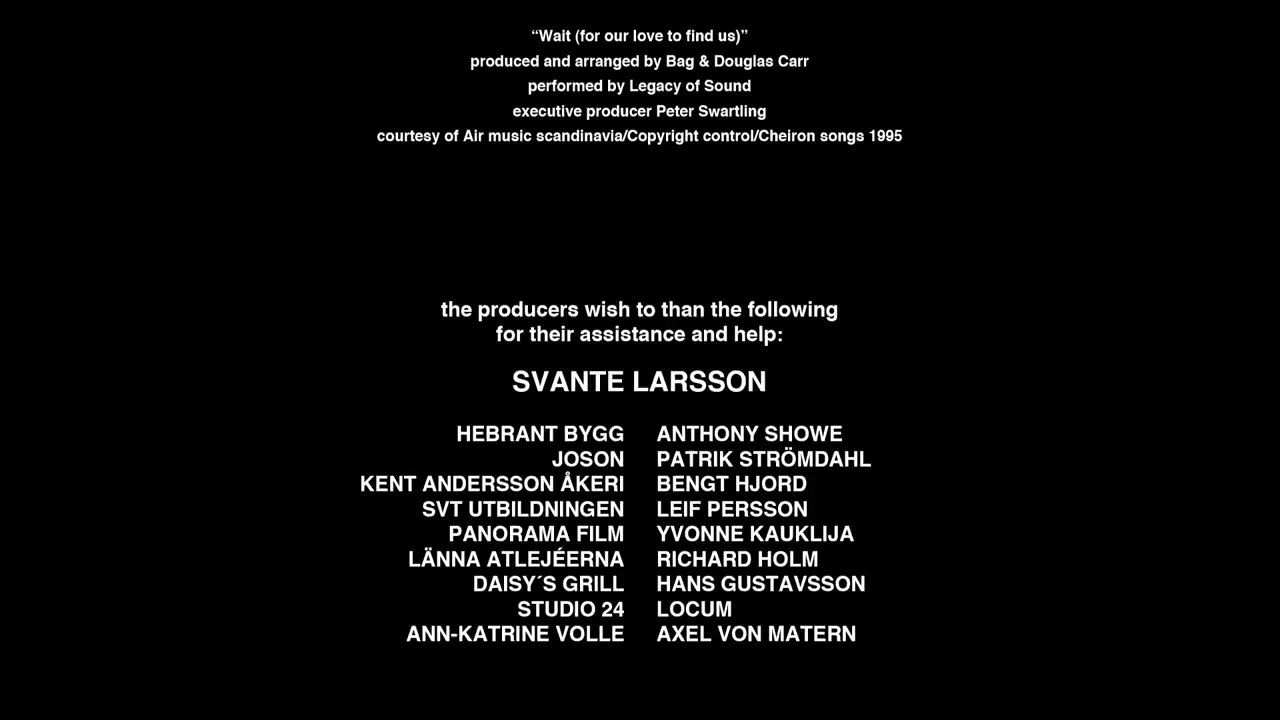 “Wait (for our love to find us)”
produced and arranged by Bag & Douglas Carr
performed by Legacy of Sound
executive producer Peter Swartling
courtesy of Air music scandinavia/Copyright control/Cheiron songs 1995
the producers wish to than the following
for their assistance and help:
SVANTE LARSSON
HEBRANT BYGG ANTHONY SHOWE
JOSON PATRIK STRÖMDAHL
KENT ANDERSSON ÅKERI BENGT HJORD
SVT UTBILDNINGEN LEIF PERSSON
PANORAMA FILM YVONNE KAUKLIJA
LÄNNA ATLEJÉERNA RICHARD HOLM
DAISY´S GRILL HANS GUSTAVSSON
STUDIO 24 LOCUM
ANN-KATRINE VOLLE AXEL VON MATERN